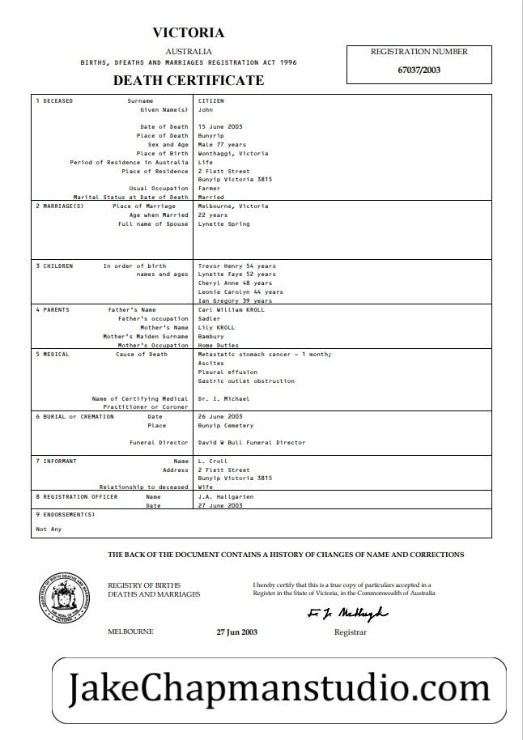 VICTORIA
AUSTRALIA
BIRTHS, DFEATHS AND MARRIAGES REGISTRATION ACT 1996
DEATH CERTIFICATE
REGISTRATION NUMBER
67037/2003
1 DECEASED Surname CITIZEN
Given Name(s) John
Date of Death 15 June 2003
Place of Death Bunyrip
Sex and Age Male 77 years
Place of Birth Wonthaggi, Victoria
Period of Residence in Australia Life
Place of Residence 2 Flett Street
Bunyip Victoria 3815
Usual Occupation Farmer
Marital Status at Date of Death Married
2 MARRIAGE(S) Place of Marriage Melbourne, Victoria
Age when Married 22 years
Full name of Spouse Lynette Spring
3 CHILDREN In order of birth Trevor Henry 54 years
names and ages Lynette Faye 52 years
Cheryl Anne 48 years
Leonie Carolyn 44 years
Ian Gregory 39 years
4 PARENTS Father's Name Carl William KROLL
Father's occupation Sadler
Mother's Name Lily KROLL
Mother's Maiden Surname Bambury
Mother's Occupation Home Duties
5 MEDICAL Cause of Death Metastatic stomach cancer - 1 month;
Ascites
Pleural effusion
Gastric outlet obstruction
Name of Certifying Medical Dr. I. Michael
Practitioner or Coroner
6 BURIAL or CREMATION Date 26 June 2003
Place Bunyip Cemetery
Funeral Director David W Bull Funeral Director
7 INFORMANT Name L. Croll
Address 2 Flett Street
Bunyip Victoria 3815
Relationship to deceased Wife
8 REGISTRATION OFFICER Name J.A. Hallgarten
Date 27 June 2003
9 ENDORSEMENT(S)
Not Any
THE BACK OF THE DOCUMENT CONTAINS A HISTORY OF CHANGES OF NAME AND CORRECTIONS
REGISTRY OF BIRTHS
DEATHS AND MARRIAGES
I hereby certify that this is a true copy of particulars accepted in a
Register in the State of Victoria, in the Commonwealth of Australia
MELBOURNE 27 Jun 2003 Registrar
JakeChapmanstudio.com